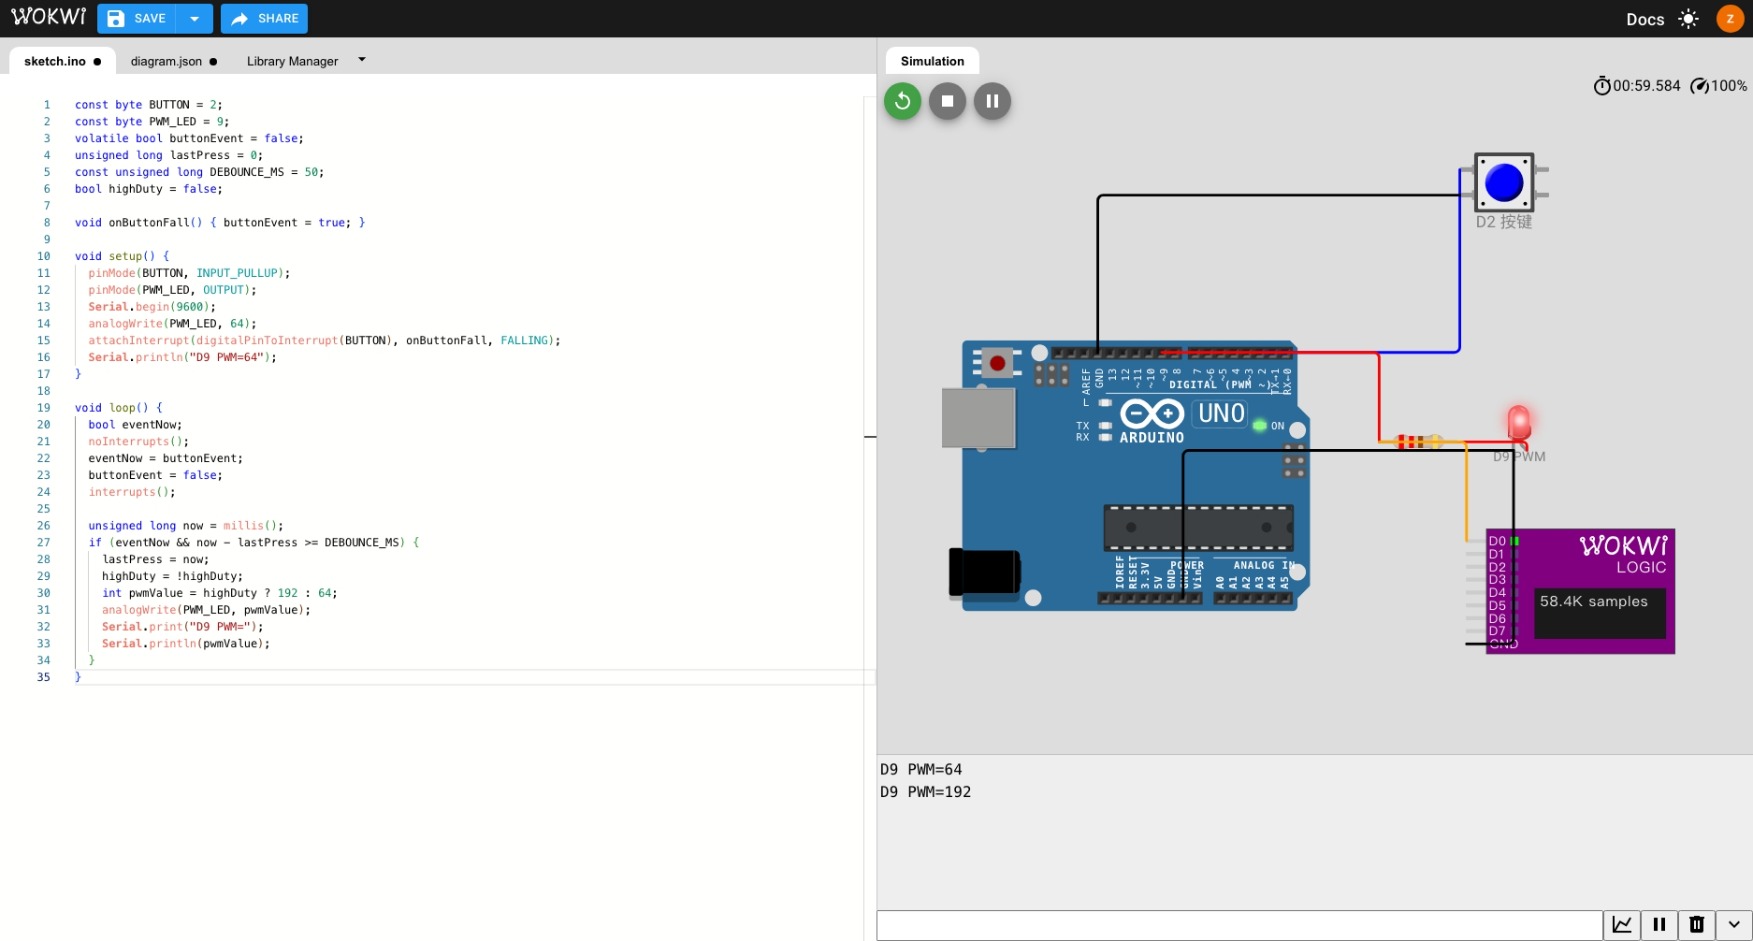 WOKWi
SAVE
SHARE
Docs
Z
sketch.ino ●
diagram.json ●
Library Manager
1 const byte BUTTON = 2;
2 const byte PWM_LED = 9;
3 volatile bool buttonEvent = false;
4 unsigned long lastPress = 0;
5 const unsigned long DEBOUNCE_MS = 50;
6 bool highDuty = false;
7
8 void onButtonFall() { buttonEvent = true; }
9
10 void setup() {
11 pinMode(BUTTON, INPUT_PULLUP);
12 pinMode(PWM_LED, OUTPUT);
13 Serial.begin(9600);
14 analogWrite(PWM_LED, 64);
15 attachInterrupt(digitalPinToInterrupt(BUTTON), onButtonFall, FALLING);
16 Serial.println("D9 PWM=64");
17 }
18
19 void loop() {
20 bool eventNow;
21 noInterrupts();
22 eventNow = buttonEvent;
23 buttonEvent = false;
24 interrupts();
25
26 unsigned long now = millis();
27 if (eventNow && now - lastPress >= DEBOUNCE_MS) {
28 lastPress = now;
29 highDuty = !highDuty;
30 int pwmValue = highDuty ? 192 : 64;
31 analogWrite(PWM_LED, pwmValue);
32 Serial.print("D9 PWM=");
33 Serial.println(pwmValue);
34 }
35 }
Simulation
00:59.584 100%
D2 按键
AREF
GND
13
12
~11
~10
~9
8
7
~6
~5
4
~3
2
TX→1
RX←0
DIGITAL (PWM ~)
UNO
ON
TX
RX
ARDUINO
D9 PWM
IOREF
RESET
3.3V
5V
GND
GND
Vin
POWER
ANALOG IN
A0
A1
A2
A3
A4
A5
D0
D1
D2
D3
D4
D5
D6
D7
GND
WOKWi
LOGIC
58.4K samples
D9 PWM=64
D9 PWM=192